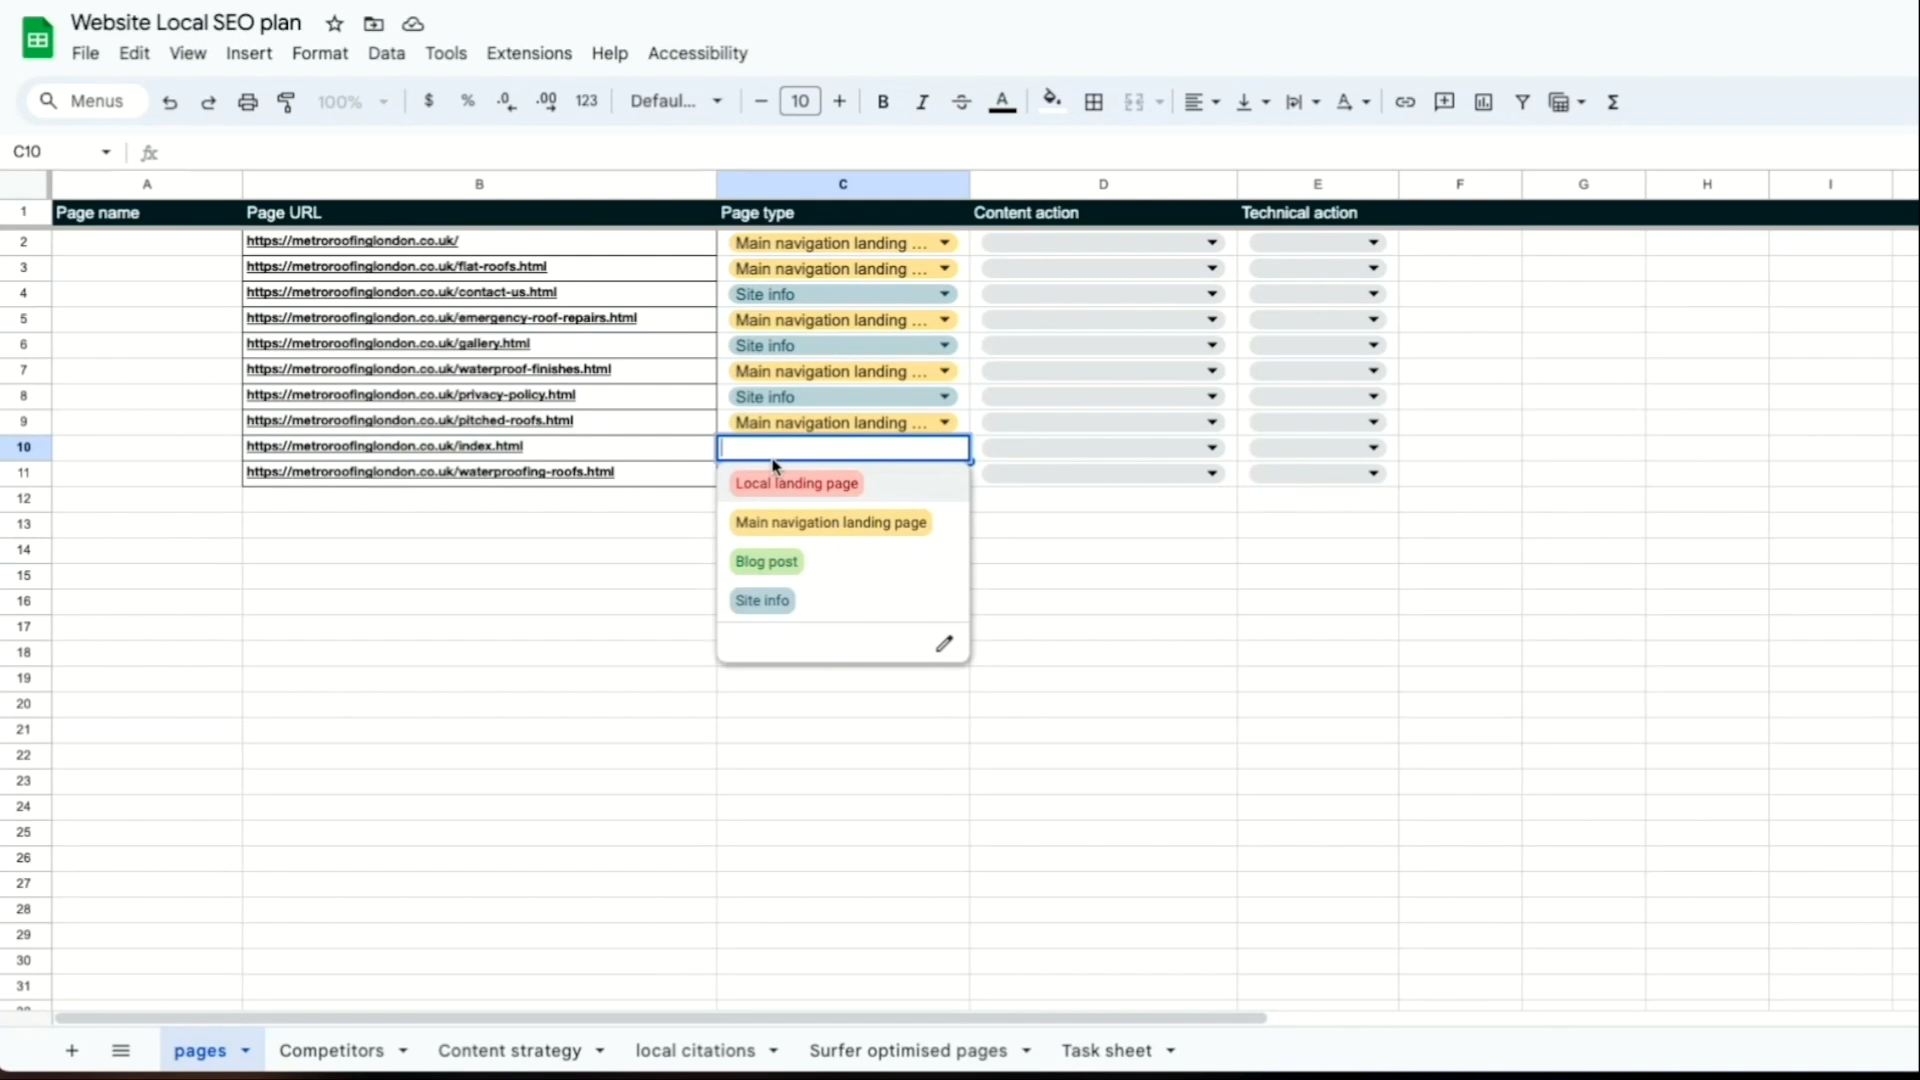 Website Local SEO plan
File Edit View Insert Format Data Tools Extensions Help Accessibility
Menus 100% $ % .0 .00 123 Defaul... 10 B I S A A Σ
C10 fx
A B C D E F G H I
1 Page name Page URL Page type Content action Technical action
2 https://metroroofinglondon.co.uk/ Main navigation landing ...
3 https://metroroofinglondon.co.uk/flat-roofs.html Main navigation landing ...
4 https://metroroofinglondon.co.uk/contact-us.html Site info
5 https://metroroofinglondon.co.uk/emergency-roof-repairs.html Main navigation landing ...
6 https://metroroofinglondon.co.uk/gallery.html Site info
7 https://metroroofinglondon.co.uk/waterproof-finishes.html Main navigation landing ...
8 https://metroroofinglondon.co.uk/privacy-policy.html Site info
9 https://metroroofinglondon.co.uk/pitched-roofs.html Main navigation landing ...
10 https://metroroofinglondon.co.uk/index.html
11 https://metroroofinglondon.co.uk/waterproofing-roofs.html
Local landing page
12
Main navigation landing page
13
14
Blog post
15
Site info
16
17
18
19
20
21
22
23
24
25
26
27
28
29
30
31
pages Competitors Content strategy local citations Surfer optimised pages Task sheet